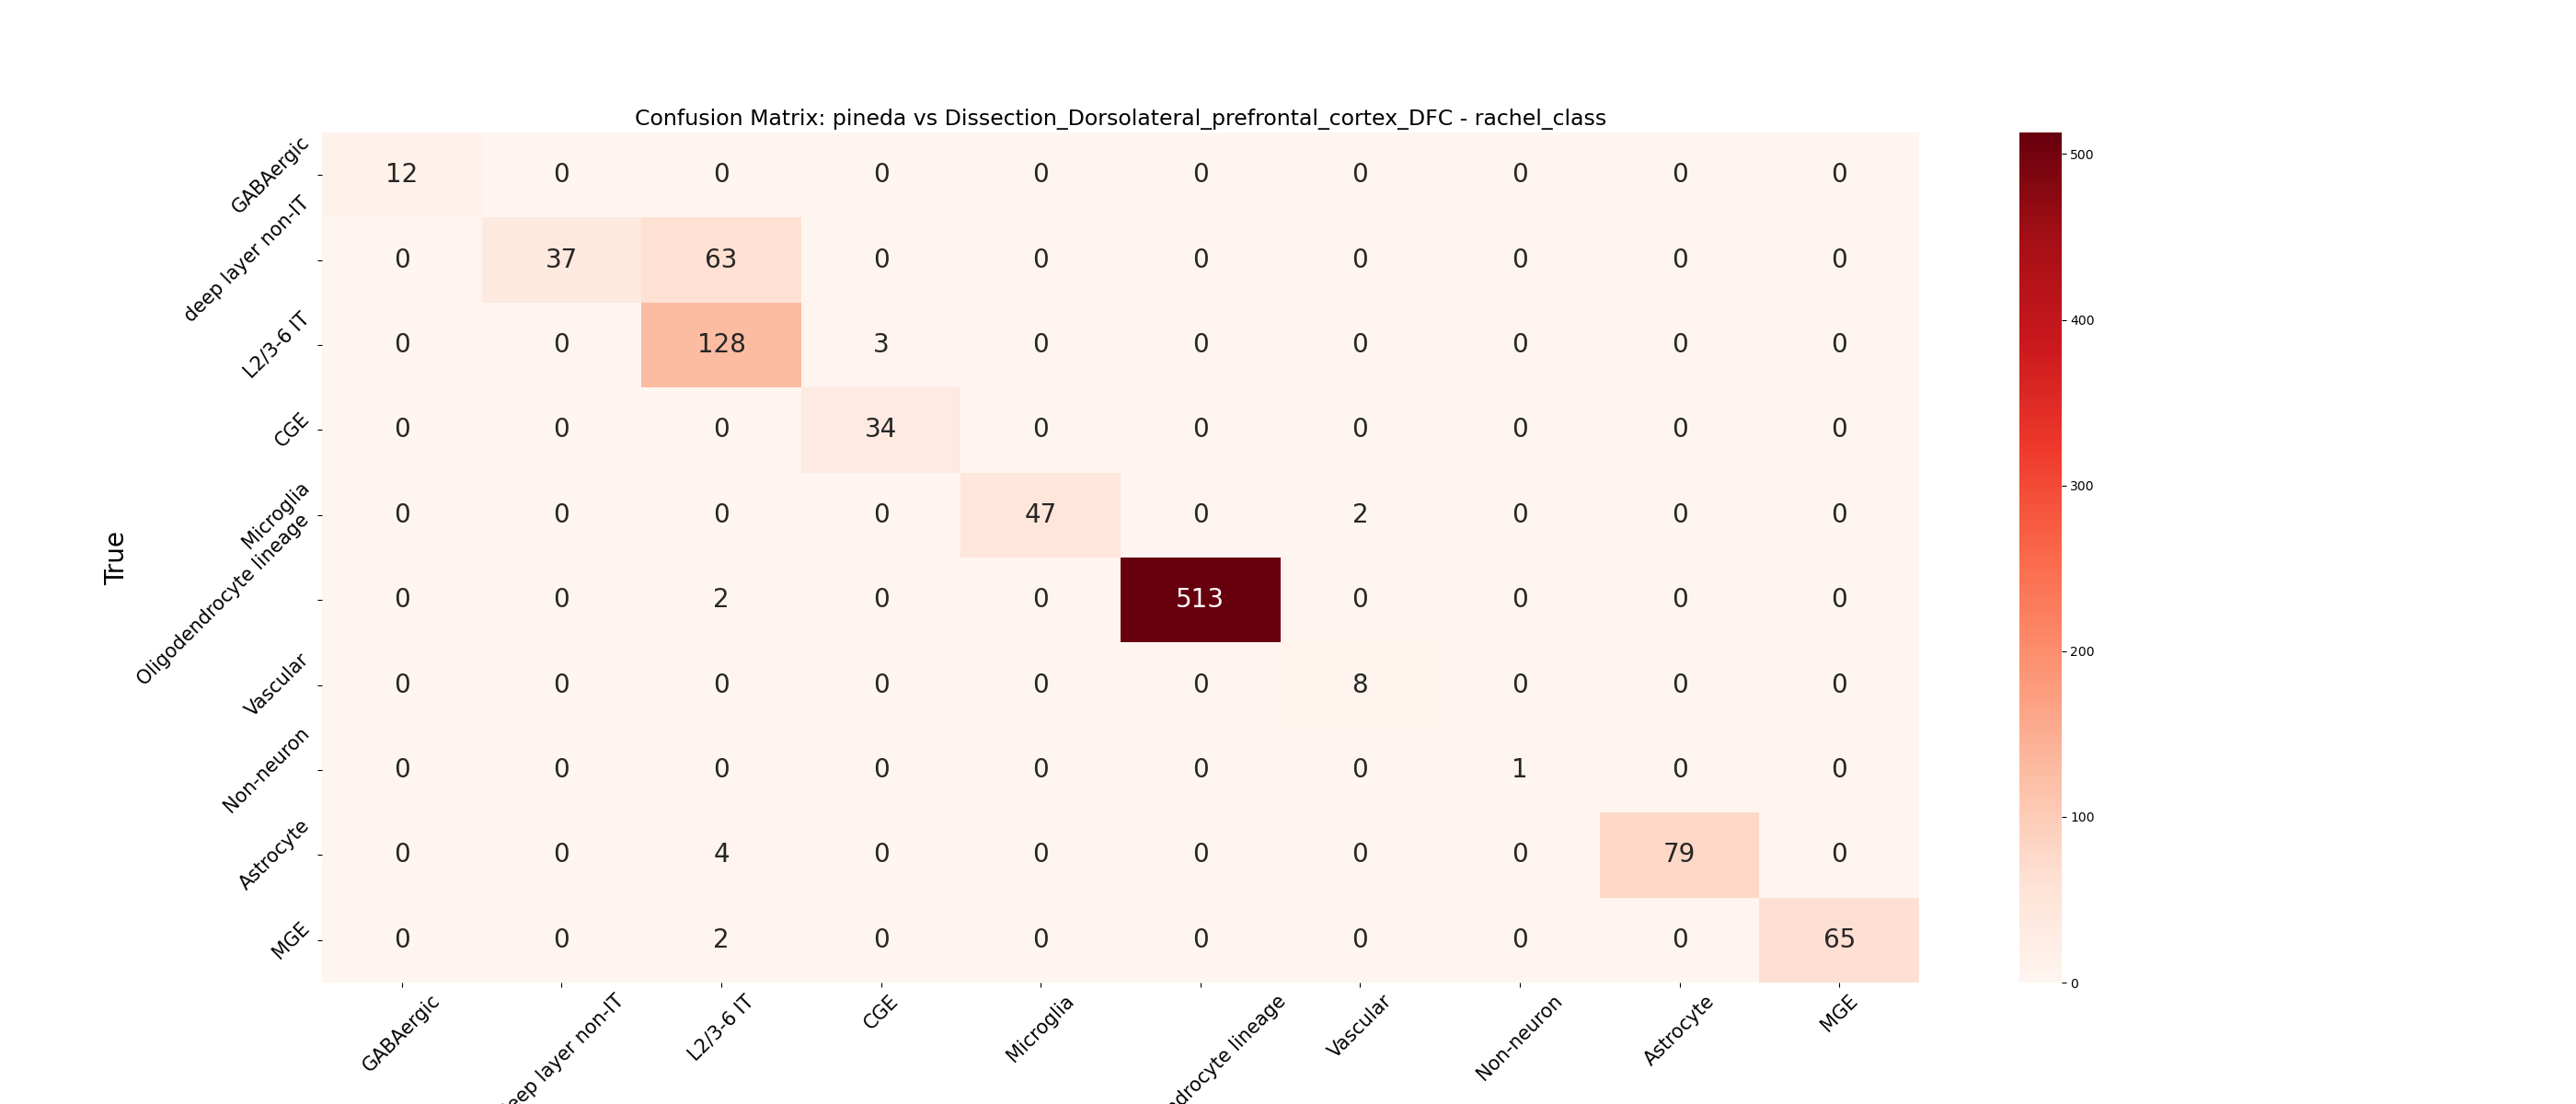 Confusion Matrix: pineda vs Dissection_Dorsolateral_prefrontal_cortex_DFC - rachel_class
True
GABAergic 12 0 0 0 0 0 0 0 0 0
deep layer non-IT 0 37 63 0 0 0 0 0 0 0
L2/3-6 IT 0 0 128 3 0 0 0 0 0 0
CGE 0 0 0 34 0 0 0 0 0 0
Microglia 0 0 0 0 47 0 2 0 0 0
Oligodendrocyte lineage 0 0 2 0 0 513 0 0 0 0
Vascular 0 0 0 0 0 0 8 0 0 0
Non-neuron 0 0 0 0 0 0 0 1 0 0
Astrocyte 0 0 4 0 0 0 0 0 79 0
MGE 0 0 2 0 0 0 0 0 0 65
GABAergic eep layer non-IT L2/3-6 IT CGE Microglia drocyte lineage Vascular Non-neuron Astrocyte MGE
500
400
300
200
100
0